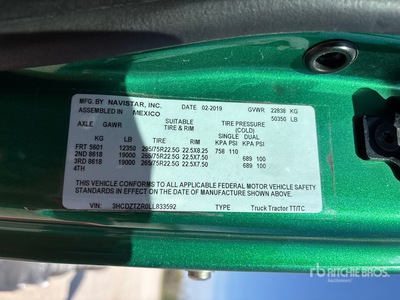 MFG. BY NAVISTAR, INC. DATE 02-2019 GVWR 22838 KG
ASSEMBLED IN MEXICO 50350 LB
AXLE GAWR SUITABLE TIRE & RIM TIRE PRESSURE (COLD)
KG LB TIRE RIM SINGLE DUAL
KPA PSI KPA PSI
FRT 5601 12350 265/75R22.5G 22.5X8.25 758 110
2ND 8618 19000 265/75R22.5G 22.5X7.50 689 100
3RD 8618 19000 265/75R22.5G 22.5X7.50 689 100
4TH
THIS VEHICLE CONFORMS TO ALL APPLICABLE FEDERAL MOTOR VEHICLE SAFETY
STANDARDS IN EFFECT ON THE DATE OF MANUFACTURE SHOWN ABOVE.
VIN: 3HCDZTZR0LL833592 TYPE Truck Tractor TT/TC
rb RITCHIE BROS.